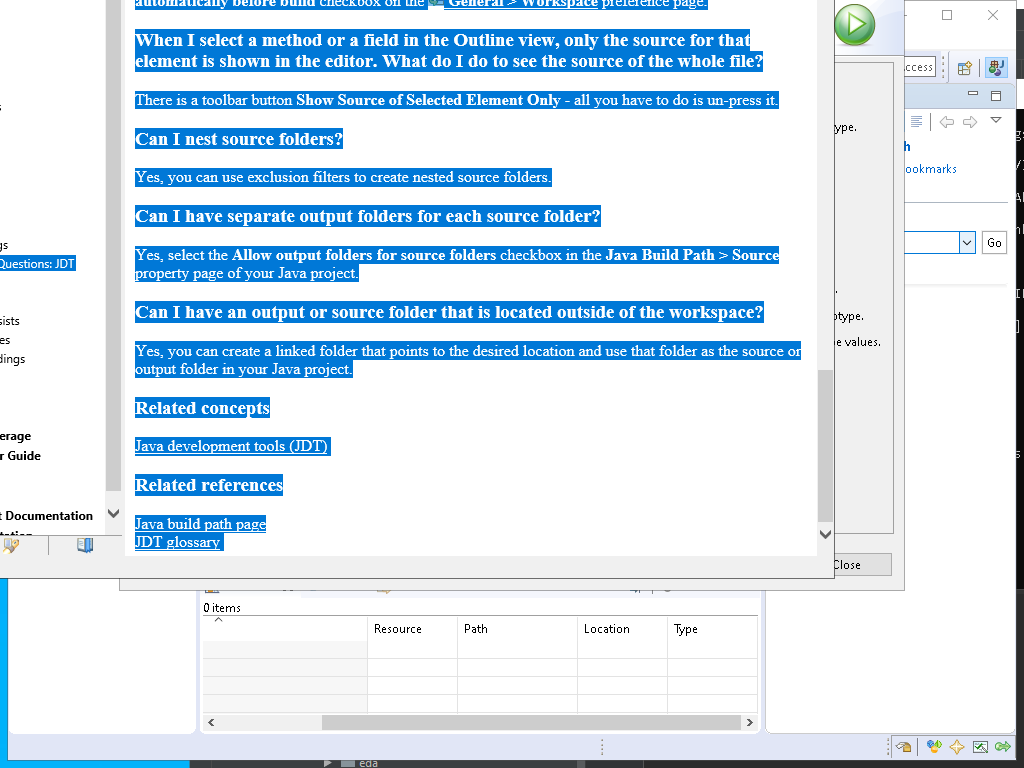 automatically before build checkbox on the General > Workspace preference page.
When I select a method or a field in the Outline view, only the source for that
element is shown in the editor. What do I do to see the source of the whole file?
There is a toolbar button Show Source of Selected Element Only - all you have to do is un-press it.
Can I nest source folders?
Yes, you can use exclusion filters to create nested source folders.
Can I have separate output folders for each source folder?
Yes, select the Allow output folders for source folders checkbox in the Java Build Path > Source
property page of your Java project.
Can I have an output or source folder that is located outside of the workspace?
Yes, you can create a linked folder that points to the desired location and use that folder as the source or
output folder in your Java project.
Related concepts
Java development tools (JDT)
Related references
Java build path page
JDT glossary
gs
Questions: JDT
sists
es
dings
erage
r Guide
t Documentation
ype.
otype.
e values.
Close
ccess
h
ookmarks
Go
0 items
Resource
Path
Location
Type
eda